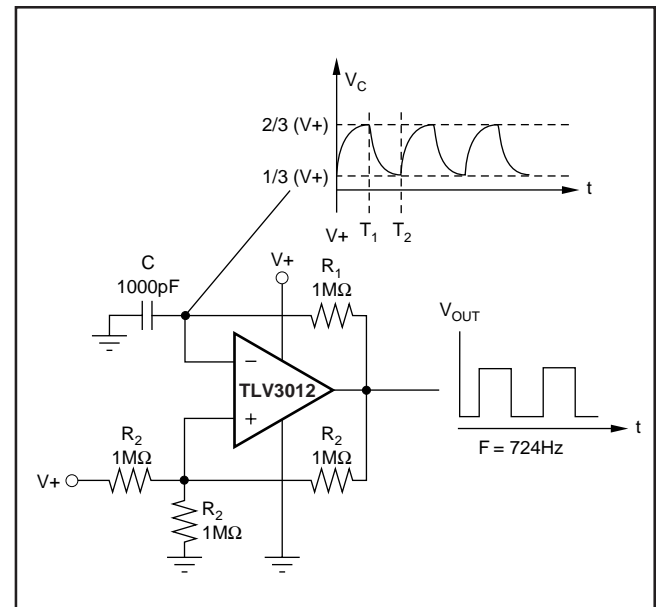 V_C
2/3 (V+)
1/3 (V+)
t
V+ T_1 T_2
C
1000pF
V+
R_1
1MΩ
V_OUT
−
TLV3012
+
t
F = 724Hz
R_2
1MΩ
R_2
1MΩ
V+
R_2
1MΩ